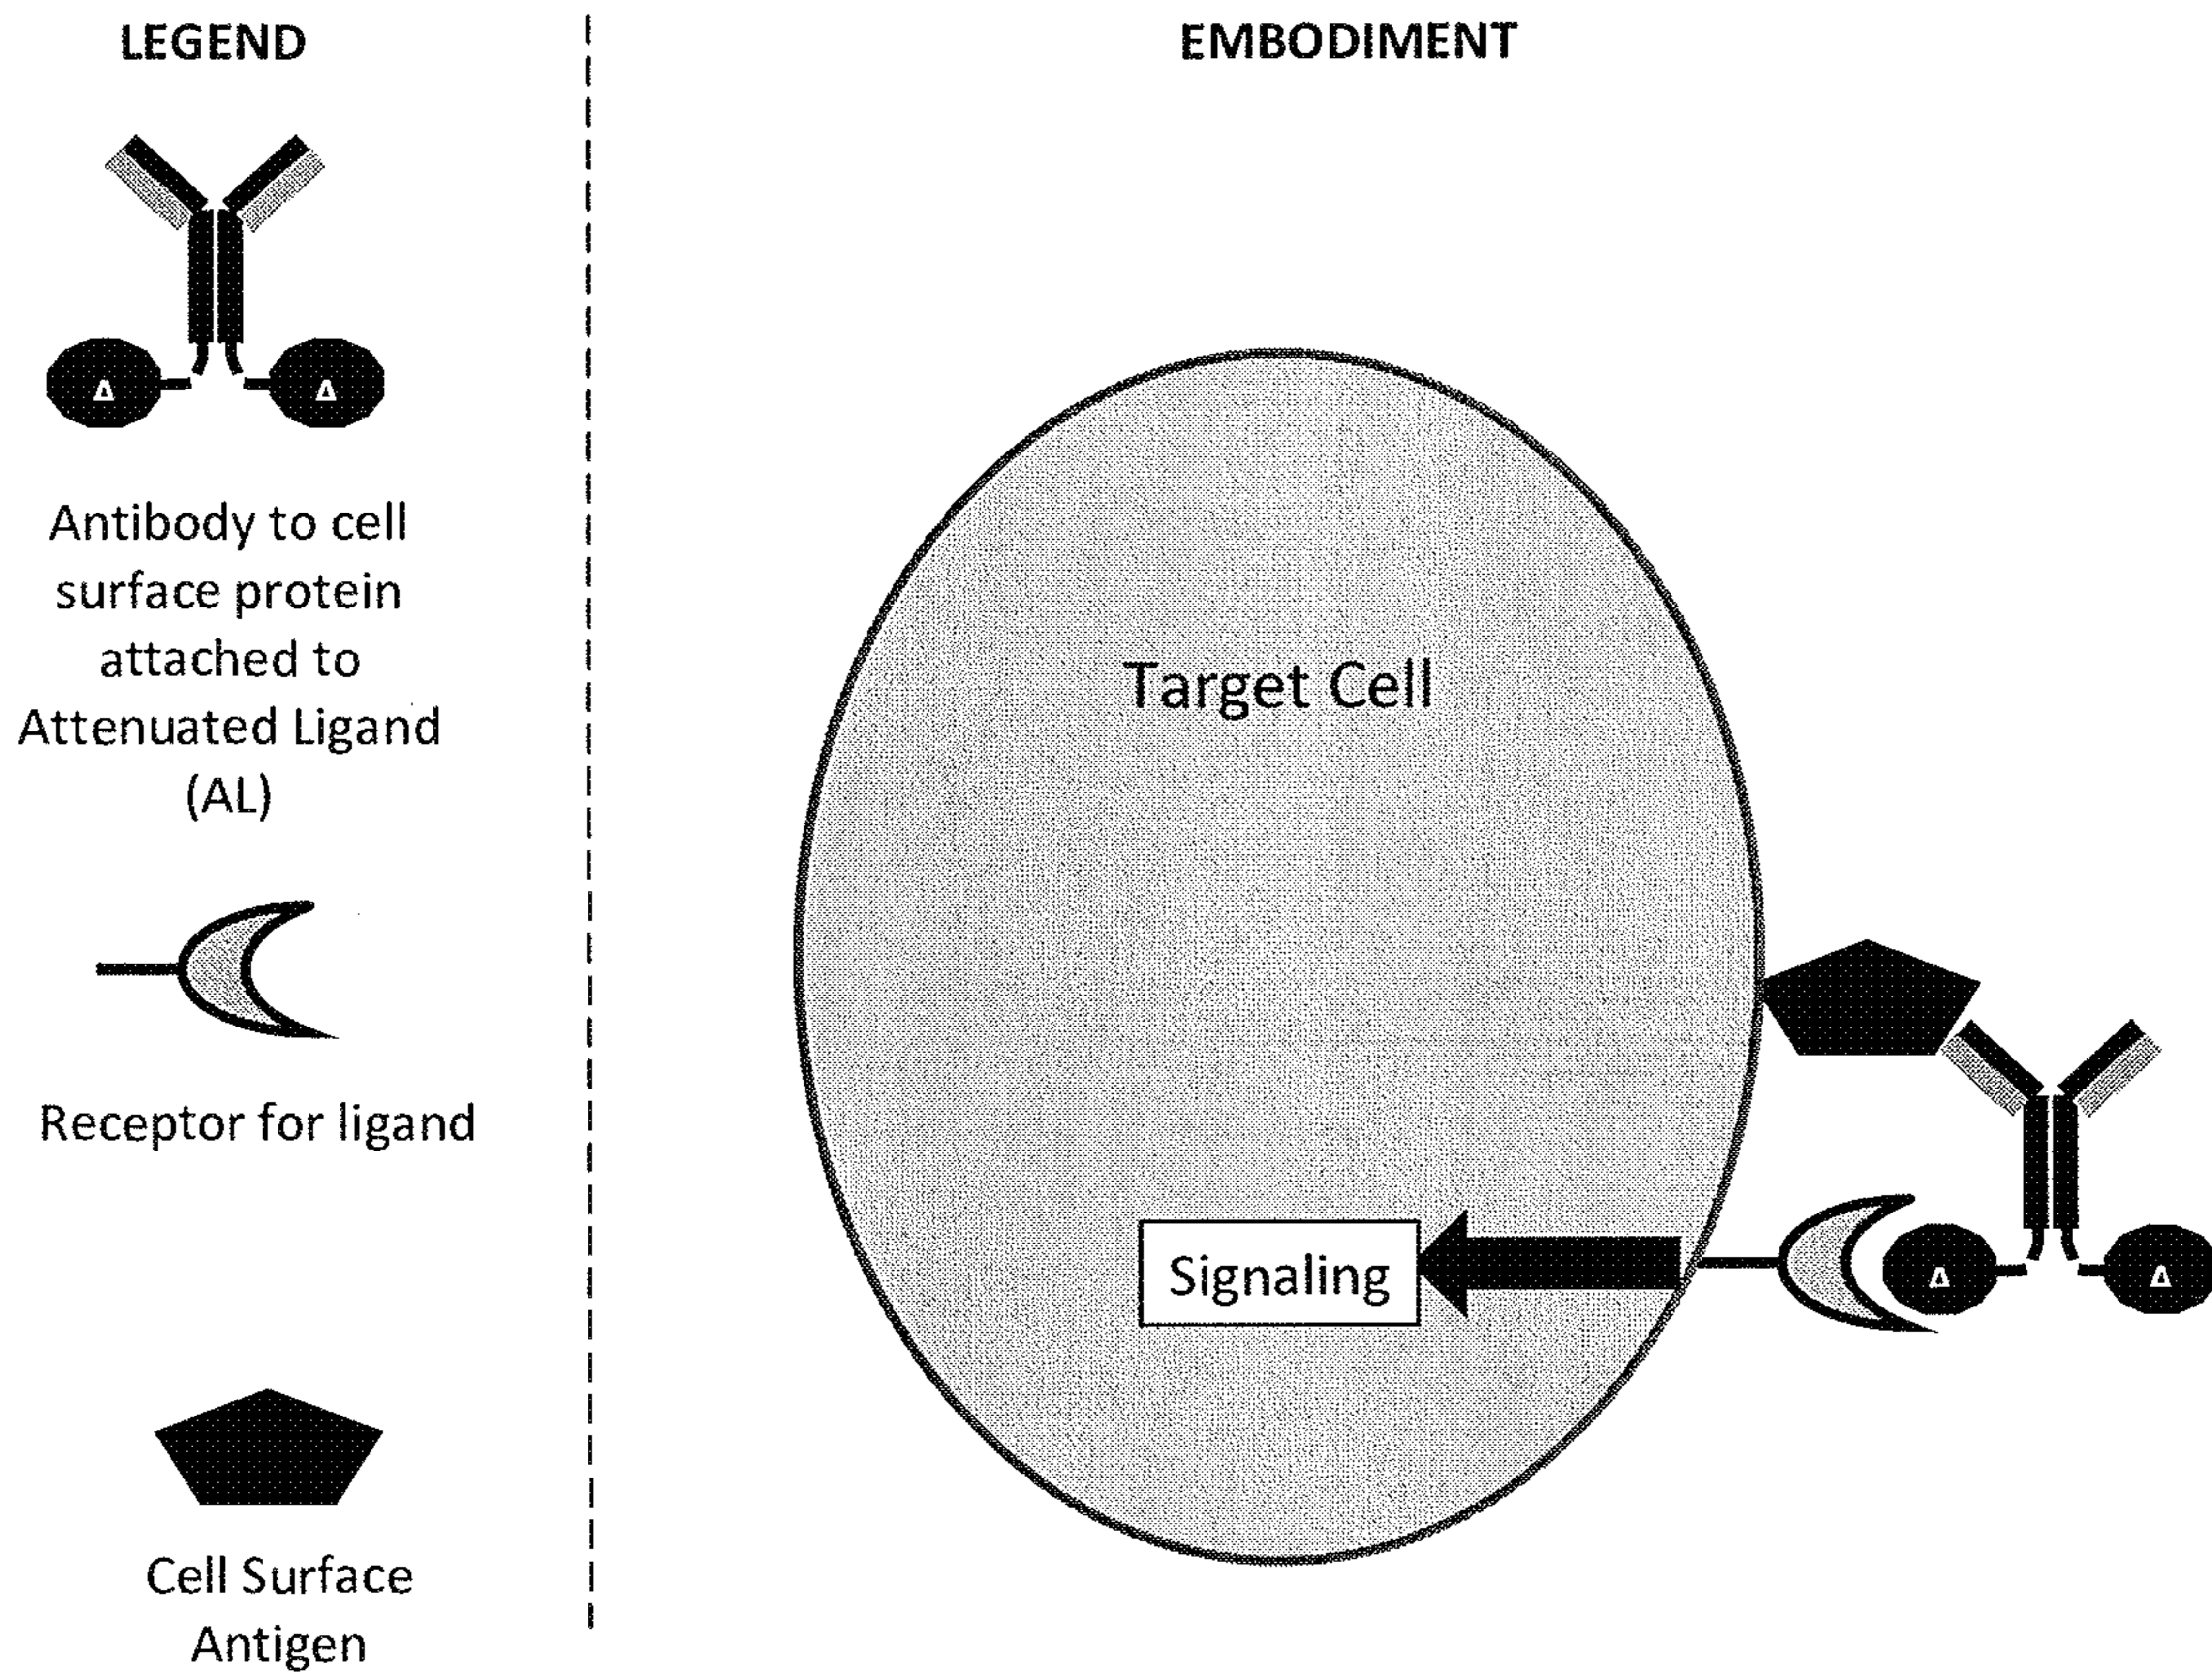 LEGEND
Antibody to cell
surface protein
attached to
Attenuated Ligand
(AL)
Receptor for ligand
Cell Surface
Antigen
Δ
Δ
EMBODIMENT
Target Cell
Signaling
Δ
Δ